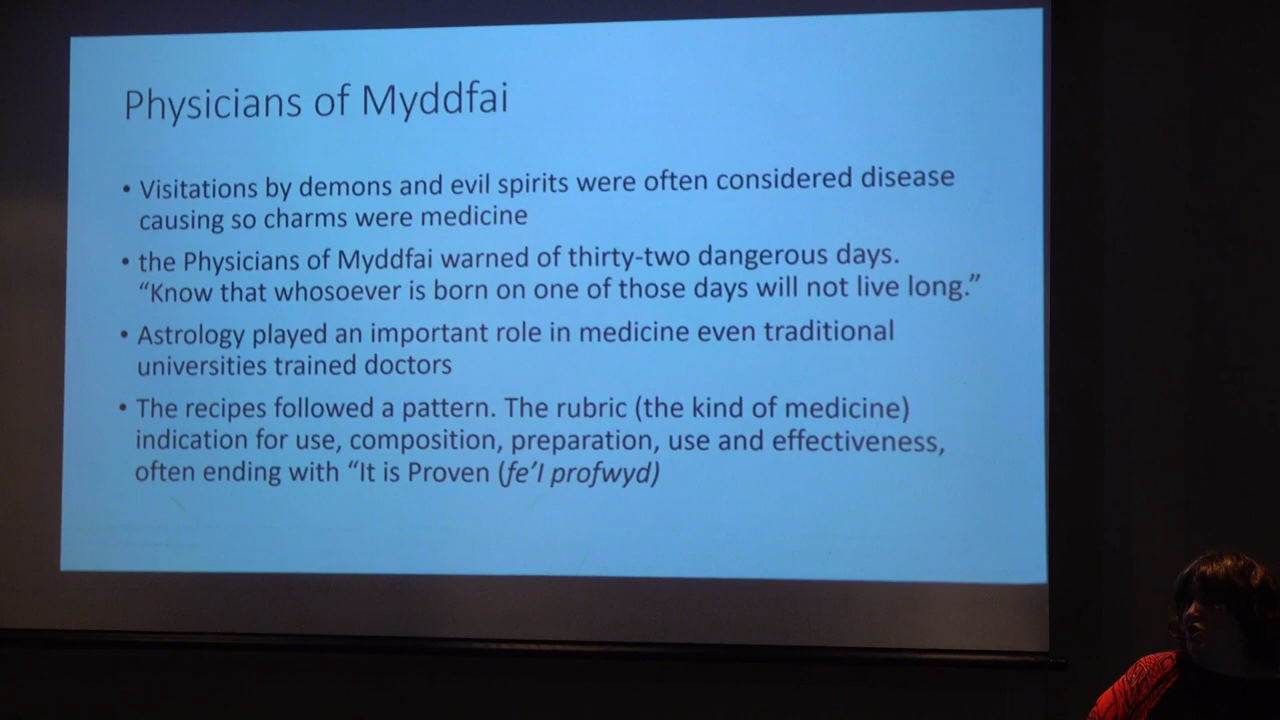 Physicians of Myddfai
• Visitations by demons and evil spirits were often considered disease
causing so charms were medicine
• the Physicians of Myddfai warned of thirty-two dangerous days.
“Know that whosoever is born on one of those days will not live long.”
• Astrology played an important role in medicine even traditional
universities trained doctors
• The recipes followed a pattern. The rubric (the kind of medicine)
indication for use, composition, preparation, use and effectiveness,
often ending with “It is Proven (fe’I profwyd)